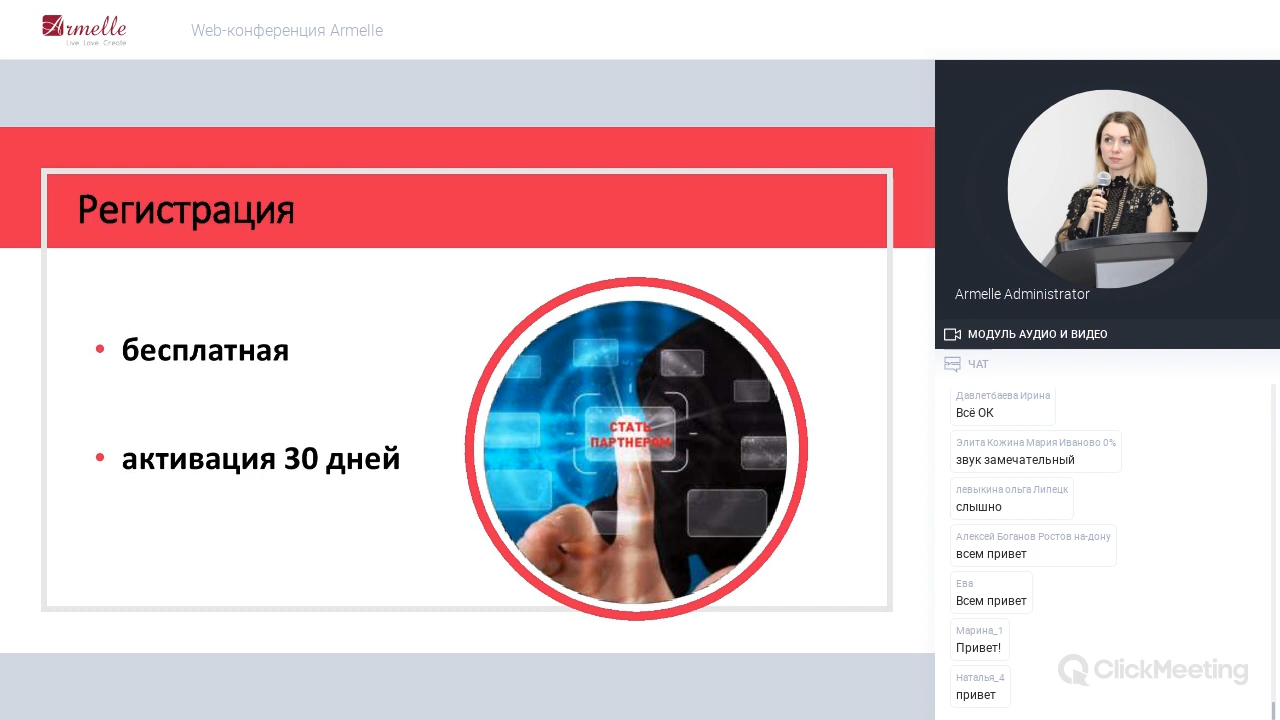 Armelle
Live Love Create
Web-конференция Armelle
Регистрация
бесплатная
активация 30 дней
СТАТЬ
ПАРТНЕРОМ
Armelle Administrator
МОДУЛЬ АУДИО И ВИДЕО
ЧАТ
Давлетбаева Ирина
Всё ОК
Элита Кожина Мария Иваново 0%
звук замечательный
левыкина ольга Липецк
слышно
Алексей Боганов Ростов на-дону
всем привет
Ева
Всем привет
Марина_1
Привет!
Наталья_4
привет
ClickMeeting